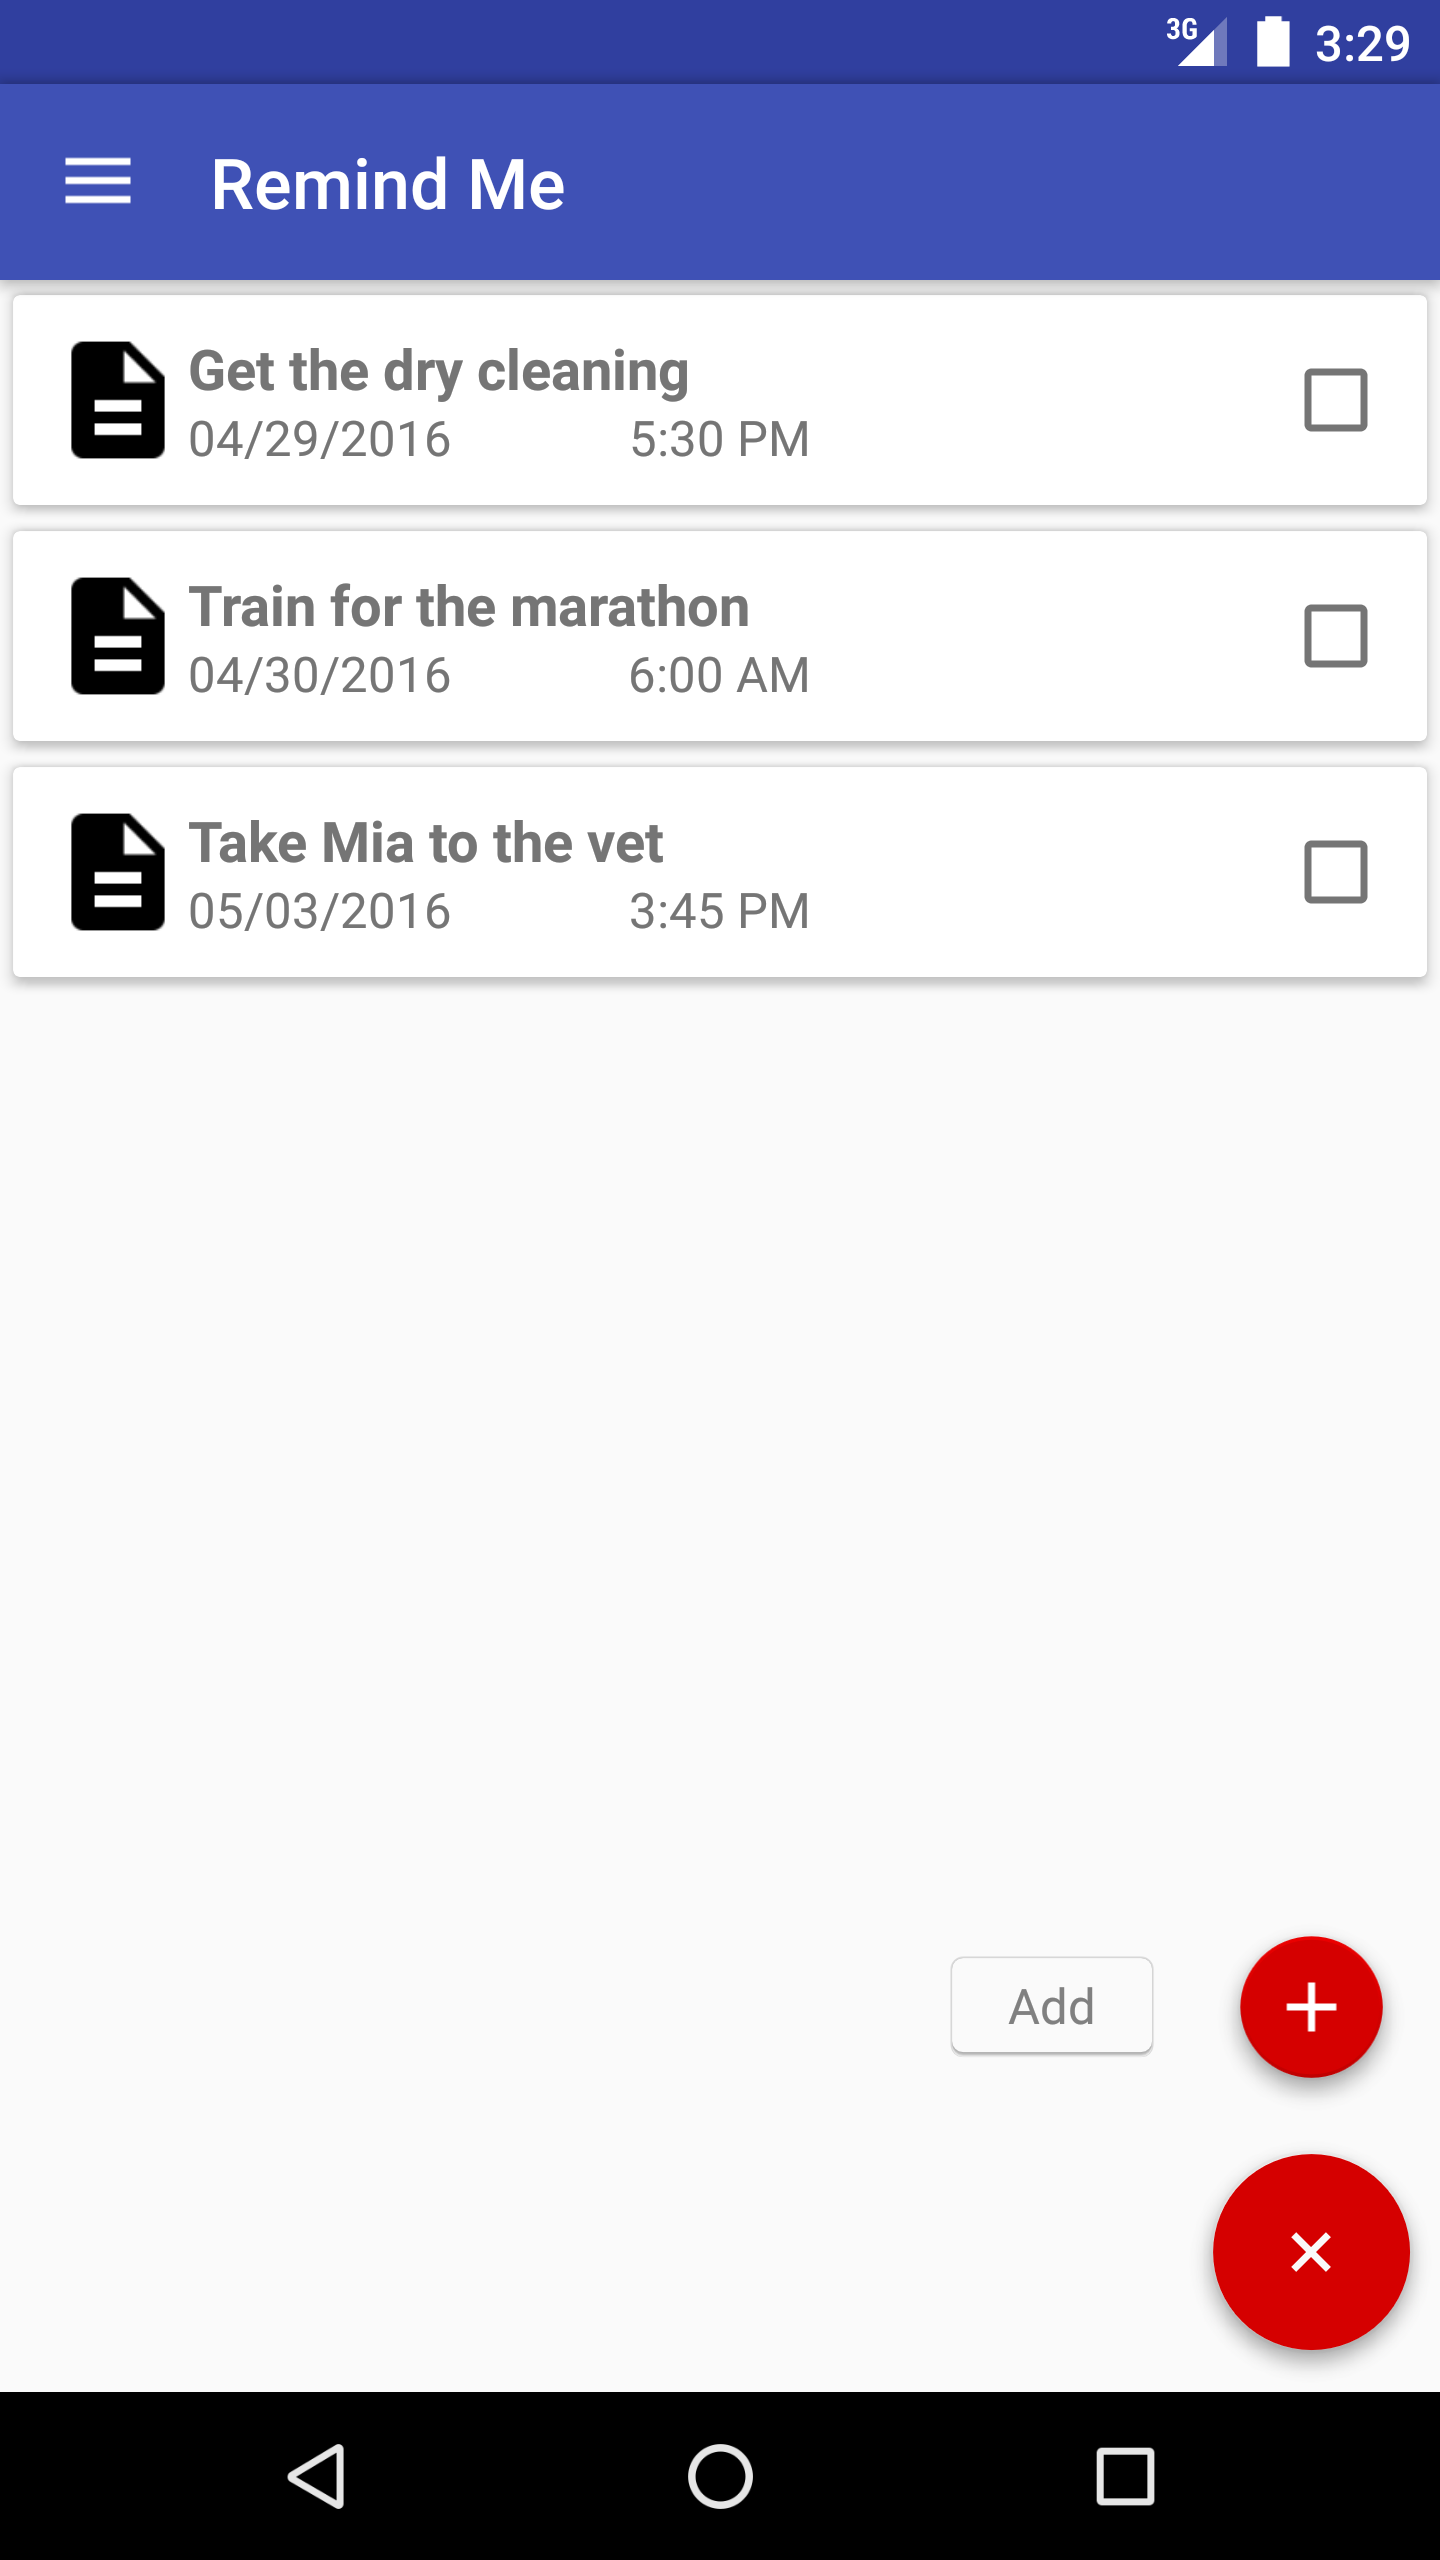 3G 3:29
Remind Me
Get the dry cleaning
04/29/2016 5:30 PM
Train for the marathon
04/30/2016 6:00 AM
Take Mia to the vet
05/03/2016 3:45 PM
Add